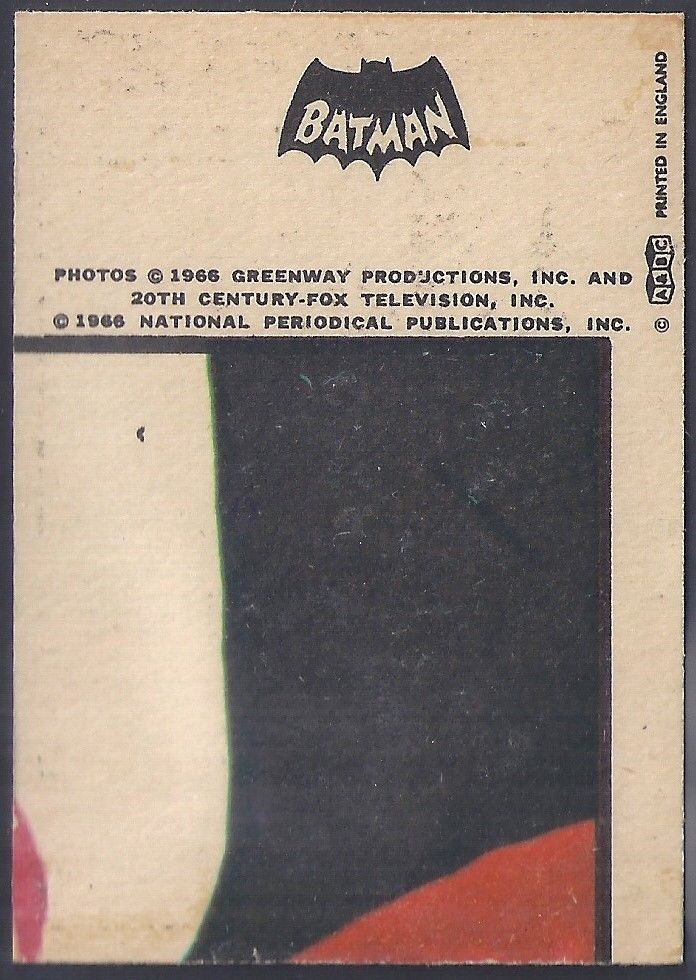 BATMAN
PHOTOS © 1966 GREENWAY PRODUCTIONS, INC. AND
20TH CENTURY-FOX TELEVISION, INC.
© 1966 NATIONAL PERIODICAL PUBLICATIONS, INC.
© A&BC PRINTED IN ENGLAND